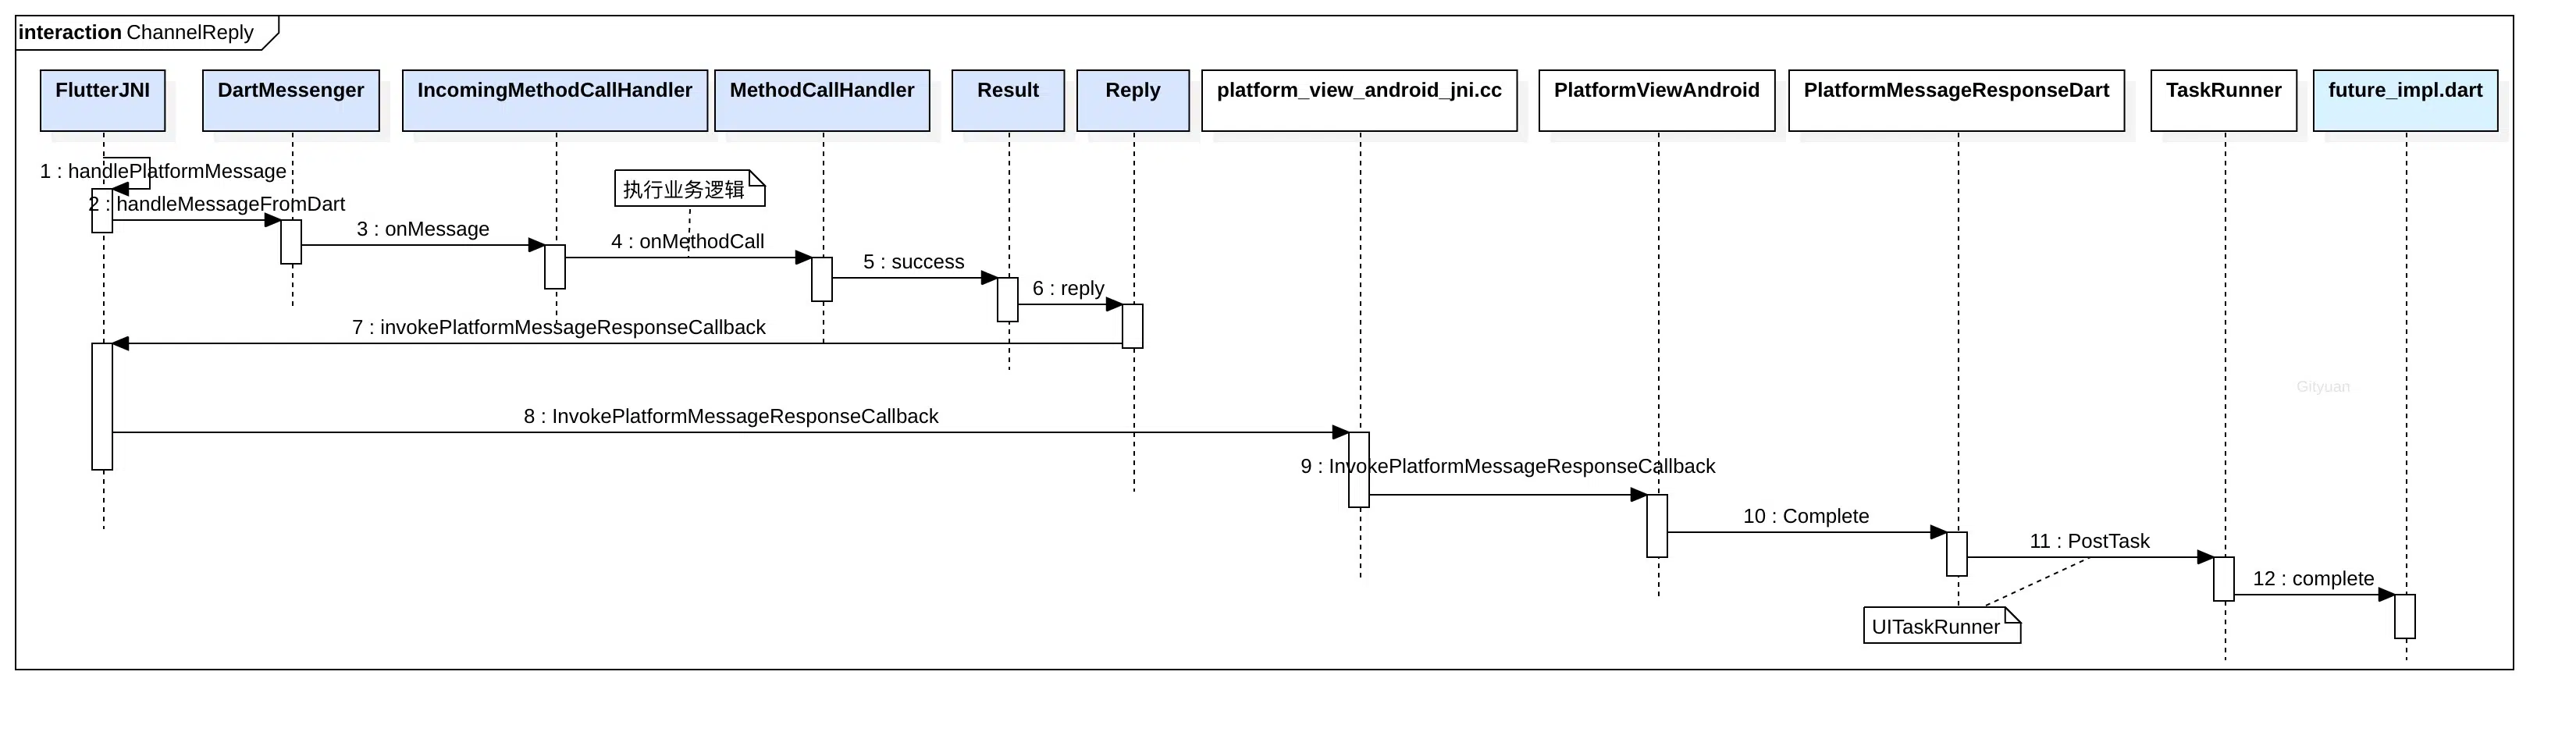 interaction ChannelReply
FlutterJNI
DartMessenger
IncomingMethodCallHandler
MethodCallHandler
Result
Reply
platform_view_android_jni.cc
PlatformViewAndroid
PlatformMessageResponseDart
TaskRunner
future_impl.dart
1 : handlePlatformMessage
执行业务逻辑
2 : handleMessageFromDart
3 : onMessage
4 : onMethodCall
5 : success
6 : reply
7 : invokePlatformMessageResponseCallback
Gityuan
8 : InvokePlatformMessageResponseCallback
9 : InvokePlatformMessageResponseCallback
10 : Complete
11 : PostTask
12 : complete
UITaskRunner